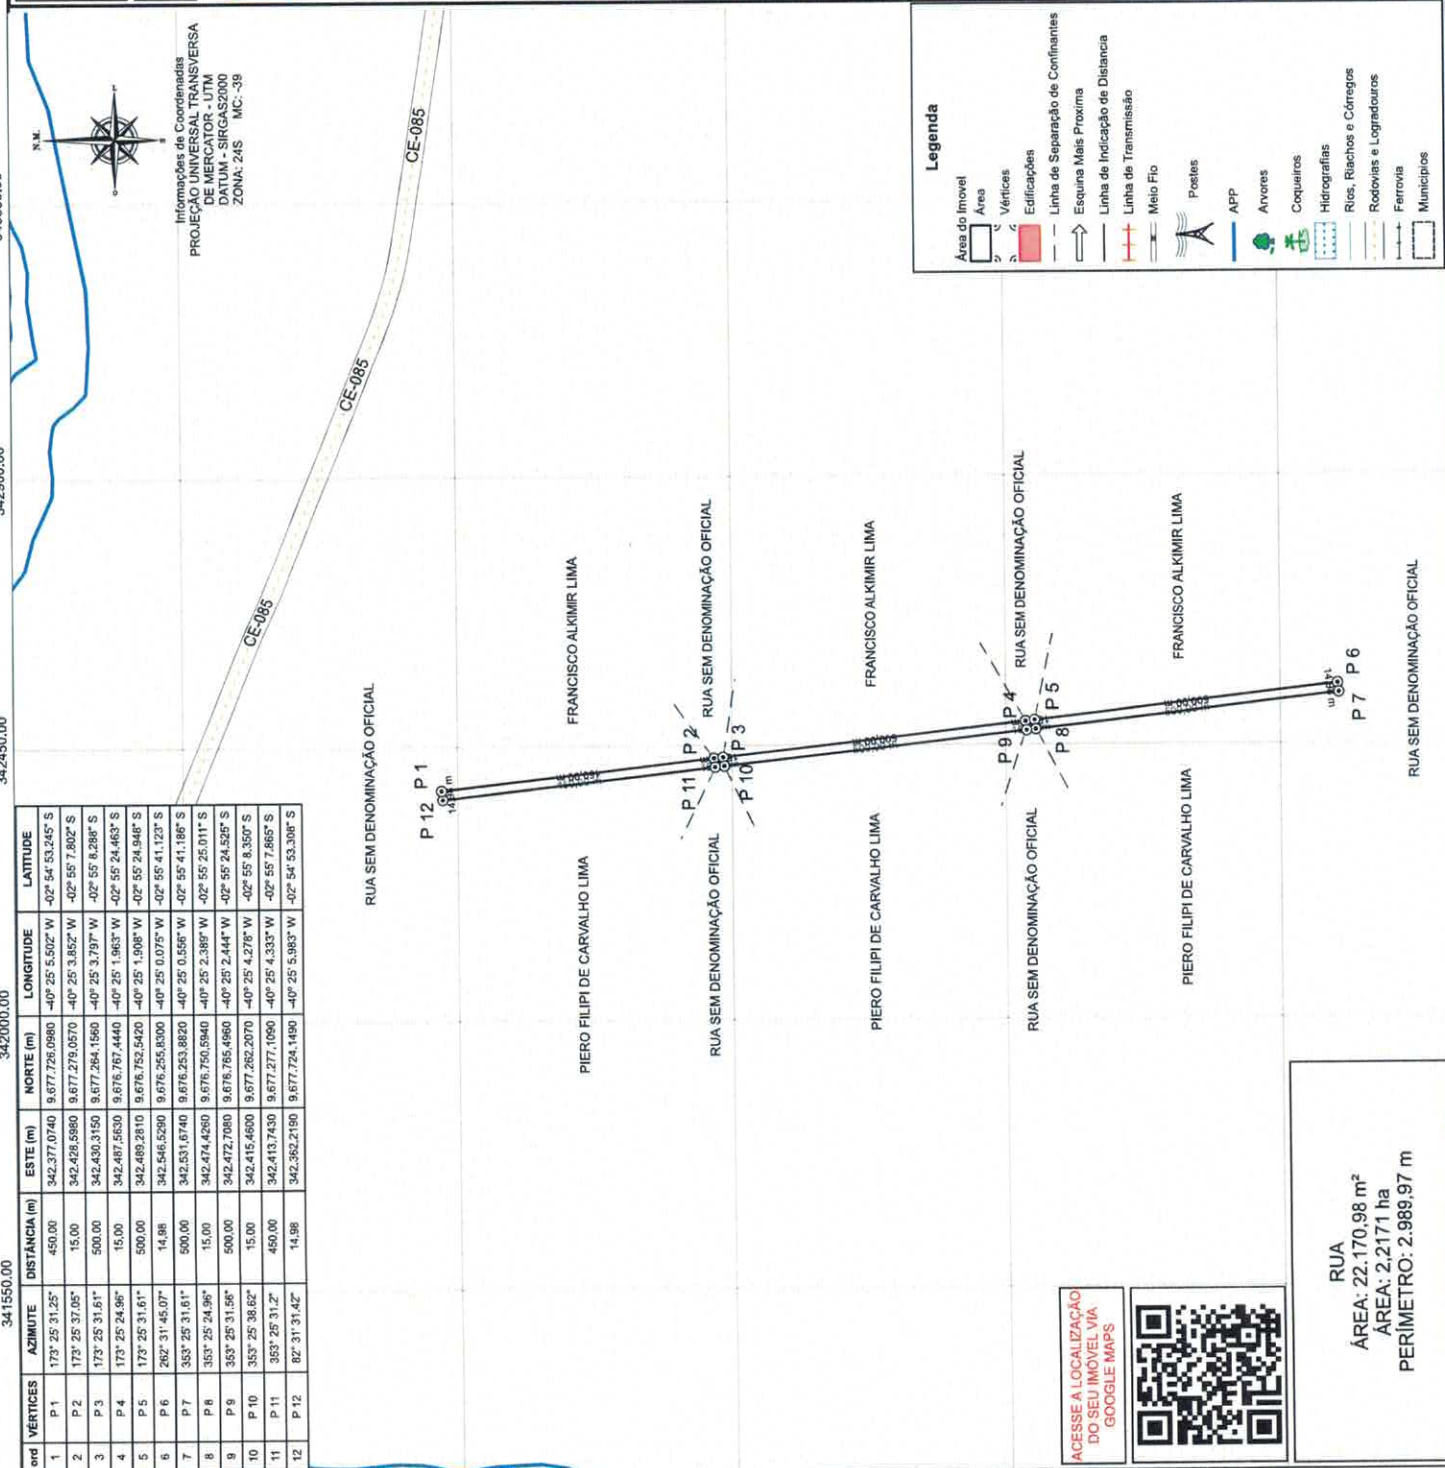 341550.00
342000.00
342450.00
ord VÉRTICES AZIMUTE DISTÂNCIA (m) ESTE (m) NORTE (m) LONGITUDE LATITUDE
1 P 1 173° 25' 31,25" 450,00 342.377,0740 9.677.726,0980 -40° 25' 5,502" W -02° 54' 53,245" S
2 P 2 173° 25' 37,05" 15,00 342.428,5980 9.677.279,0570 -40° 25' 3,852" W -02° 55' 7,802" S
3 P 3 173° 25' 31,61" 500,00 342.430,3150 9.677.264,1560 -40° 25' 3,797" W -02° 55' 8,288" S
4 P 4 173° 25' 24,96" 15,00 342.487,5630 9.676.767,4440 -40° 25' 1,963" W -02° 55' 24,463" S
5 P 5 173° 25' 31,61" 500,00 342.489,2810 9.676.752,5420 -40° 25' 1,908" W -02° 55' 24,948" S
6 P 6 262° 31' 45,07" 14,98 342.546,5290 9.676.255,8300 -40° 25' 0,075" W -02° 55' 41,123" S
7 P 7 353° 25' 31,61" 500,00 342.531,6740 9.676.253,8820 -40° 25' 0,556" W -02° 55' 41,186" S
8 P 8 353° 25' 24,96" 15,00 342.474,4260 9.676.750,5940 -40° 25' 2,389" W -02° 55' 25,011" S
9 P 9 353° 25' 31,56" 500,00 342.472,7080 9.676.765,4960 -40° 25' 2,444" W -02° 55' 24,525" S
10 P 10 353° 25' 38,62" 15,00 342.415,4600 9.677.262,2070 -40° 25' 4,278" W -02° 55' 8,350" S
11 P 11 353° 25' 31,2" 450,00 342.413,7430 9.677.277,1090 -40° 25' 4,333" W -02° 55' 7,865" S
12 P 12 82° 31' 31,42" 14,98 342.362,2190 9.677.724,1490 -40° 25' 5,983" W -02° 54' 53,308" S
N.M.
Informações de Coordenadas
PROJEÇÃO UNIVERSAL TRANSVERSA
DE MERCATOR - UTM
DATUM - SIRGAS2000
ZONA: 24S MC: -39
CE-085
CE-085
CE-085
RUA SEM DENOMINAÇÃO OFICIAL
P 12
P 1
PIERO FILIPI DE CARVALHO LIMA
FRANCISCO ALKIMIR LIMA
P 11
P 2
RUA SEM DENOMINAÇÃO OFICIAL
RUA SEM DENOMINAÇÃO OFICIAL
P 10
P 3
PIERO FILIPI DE CARVALHO LIMA
FRANCISCO ALKIMIR LIMA
P 9
P 4
RUA SEM DENOMINAÇÃO OFICIAL
RUA SEM DENOMINAÇÃO OFICIAL
P 8
P 5
PIERO FILIPI DE CARVALHO LIMA
FRANCISCO ALKIMIR LIMA
P 7
P 6
RUA SEM DENOMINAÇÃO OFICIAL
Legenda
Área do Imovel
Área
Vértices
Edificações
Linha de Separação de Confinantes
Esquina Mais Proxima
Linha de Indicação de Distancia
Linha de Transmissão
Meio Fio
Postes
APP
Arvores
Coqueiros
Hidrografias
Rios, Riachos e Córregos
Rodovias e Logradouros
Ferrovia
Municipios
ACESSE A LOCALIZAÇÃO
DO SEU IMÓVEL VIA
GOOGLE MAPS
RUA
ÁREA: 22.170,98 m²
ÁREA: 2,2171 ha
PERÍMETRO: 2.989,97 m